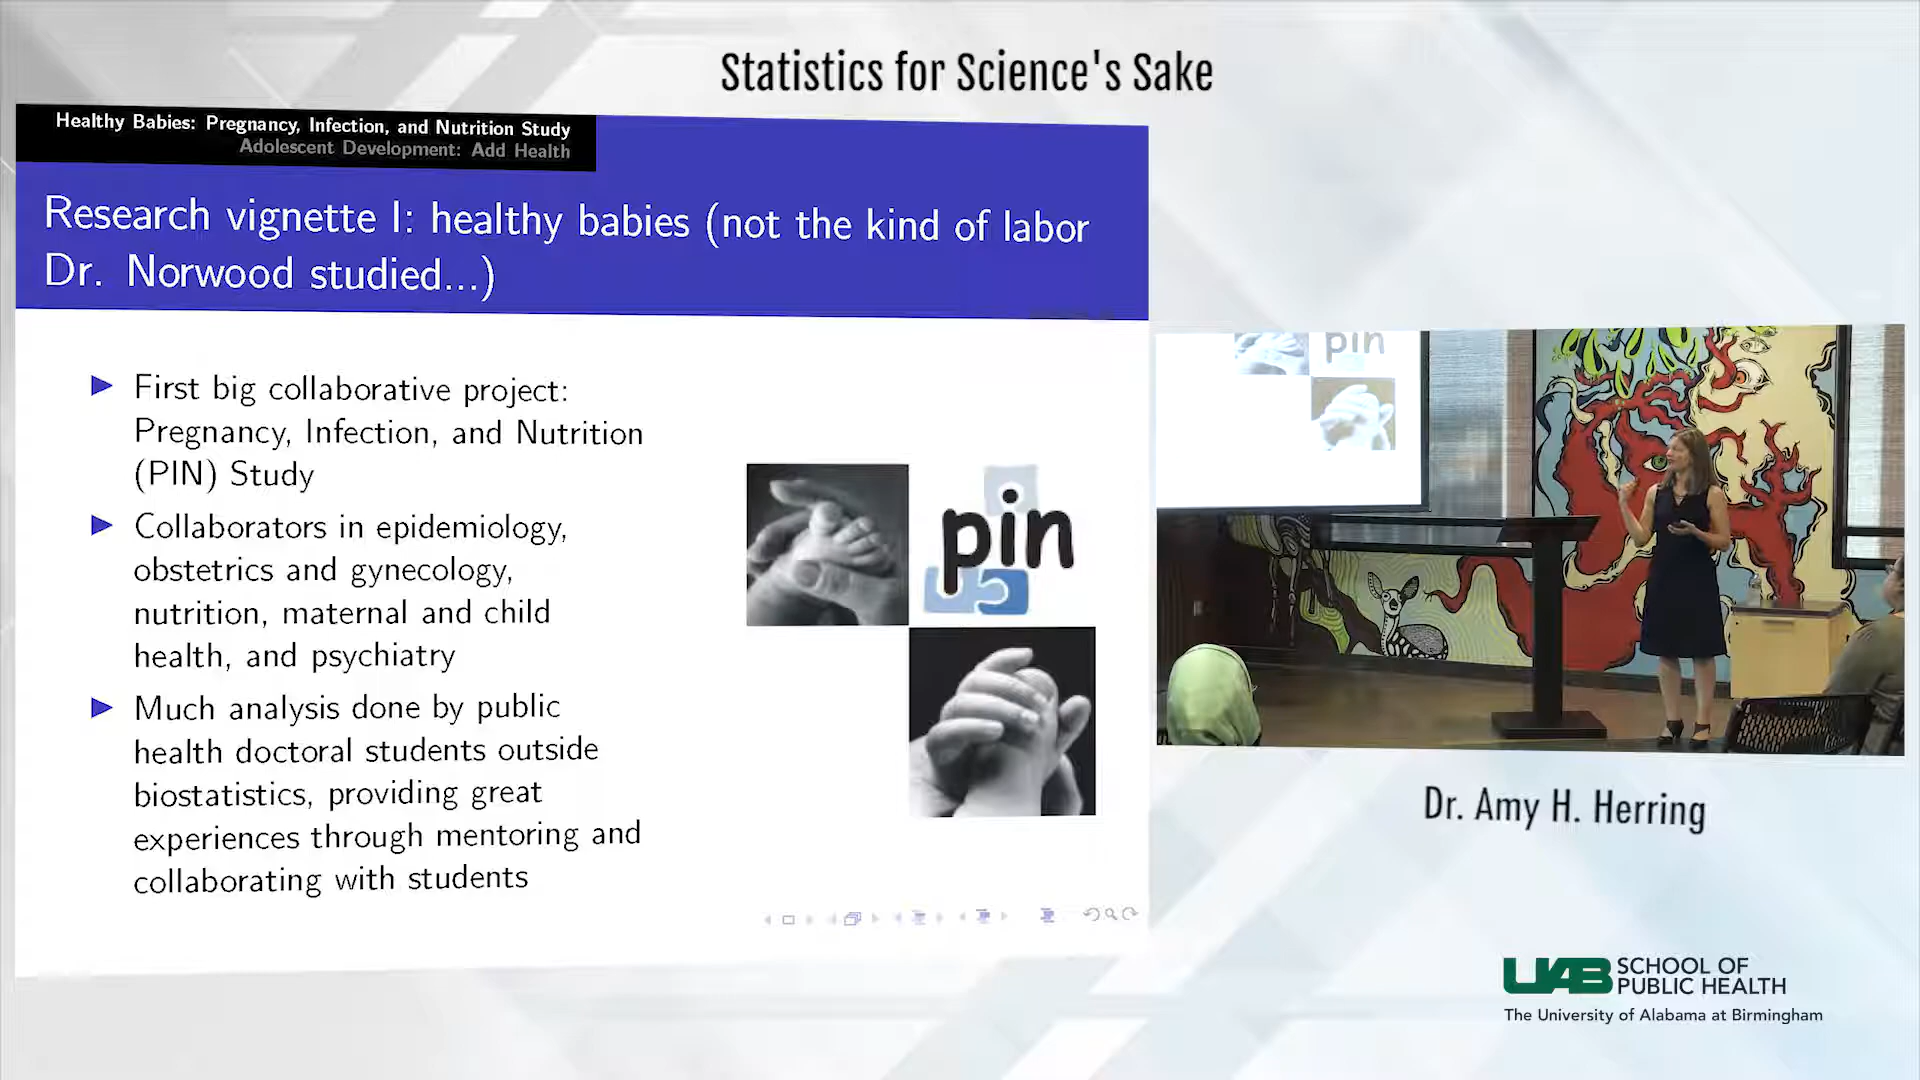 Statistics for Science's Sake
Healthy Babies: Pregnancy, Infection, and Nutrition Study
Adolescent Development: Add Health
Research vignette I: healthy babies (not the kind of labor
Dr. Norwood studied...)
First big collaborative project:
Pregnancy, Infection, and Nutrition
(PIN) Study
Collaborators in epidemiology,
obstetrics and gynecology,
nutrition, maternal and child
health, and psychiatry
Much analysis done by public
health doctoral students outside
biostatistics, providing great
experiences through mentoring and
collaborating with students
pin
pin
Dr. Amy H. Herring
UAB SCHOOL OF
PUBLIC HEALTH
The University of Alabama at Birmingham